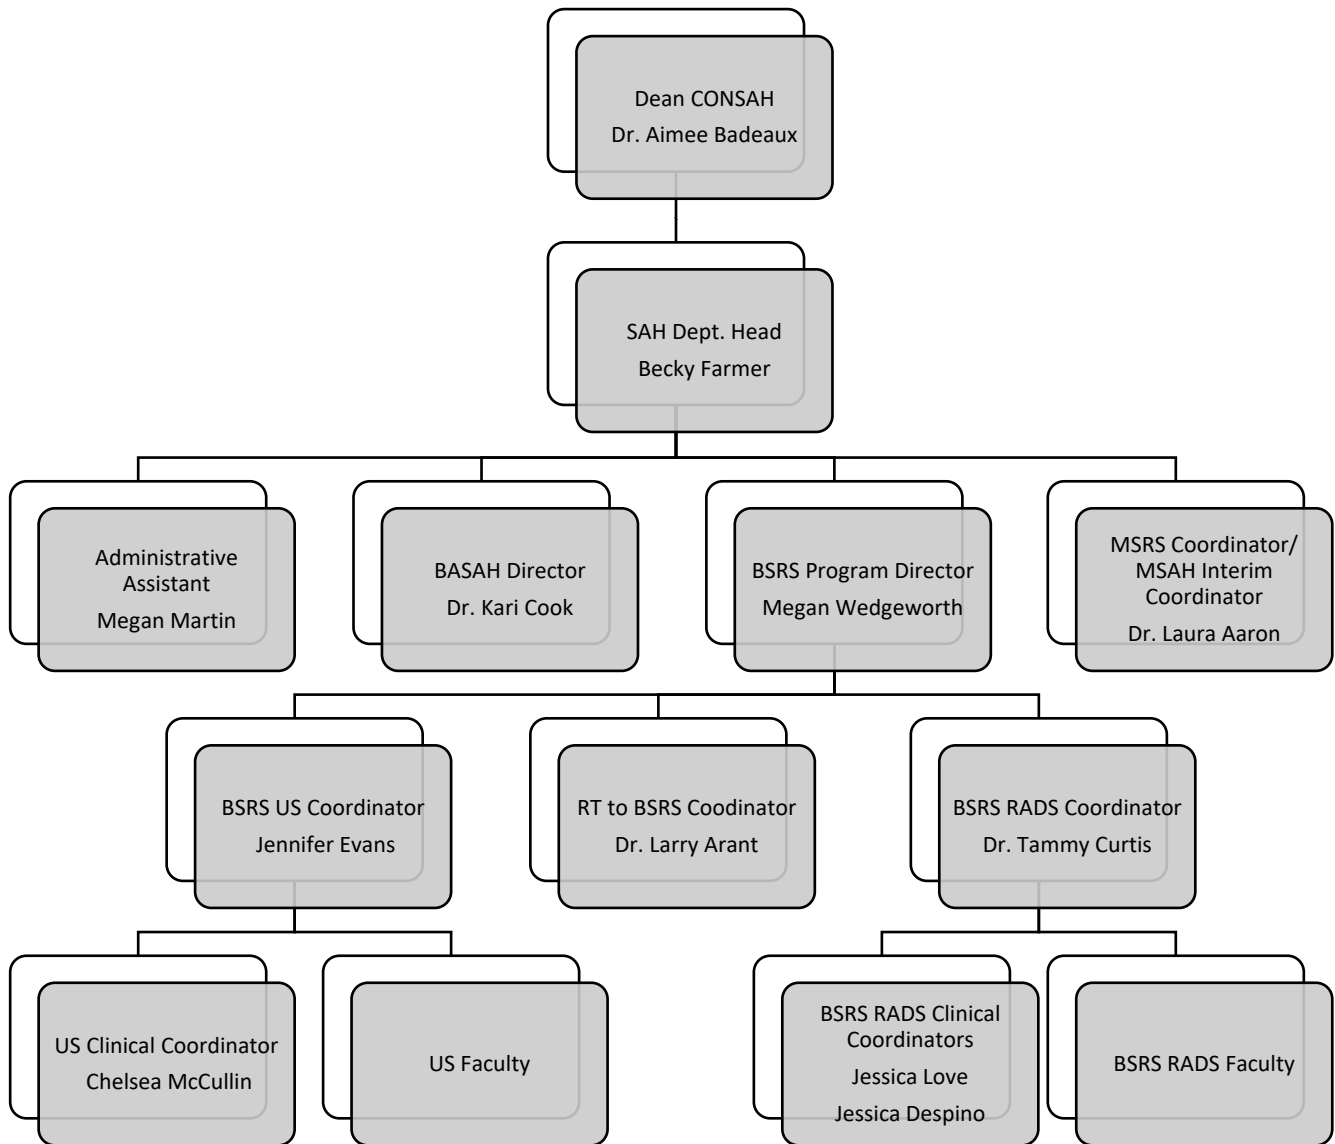 Dean CONSAH
Dr. Aimee Badeaux
SAH Dept. Head
Becky Farmer
Administrative
Assistant
Megan Martin
BASAH Director
Dr. Kari Cook
BSRS Program Director
Megan Wedgeworth
MSRS Coordinator/
MSAH Interim
Coordinator
Dr. Laura Aaron
BSRS US Coordinator
Jennifer Evans
RT to BSRS Coodinator
Dr. Larry Arant
BSRS RADS Coordinator
Dr. Tammy Curtis
US Clinical Coordinator
Chelsea McCullin
US Faculty
BSRS RADS Clinical
Coordinators
Jessica Love
Jessica Despino
BSRS RADS Faculty